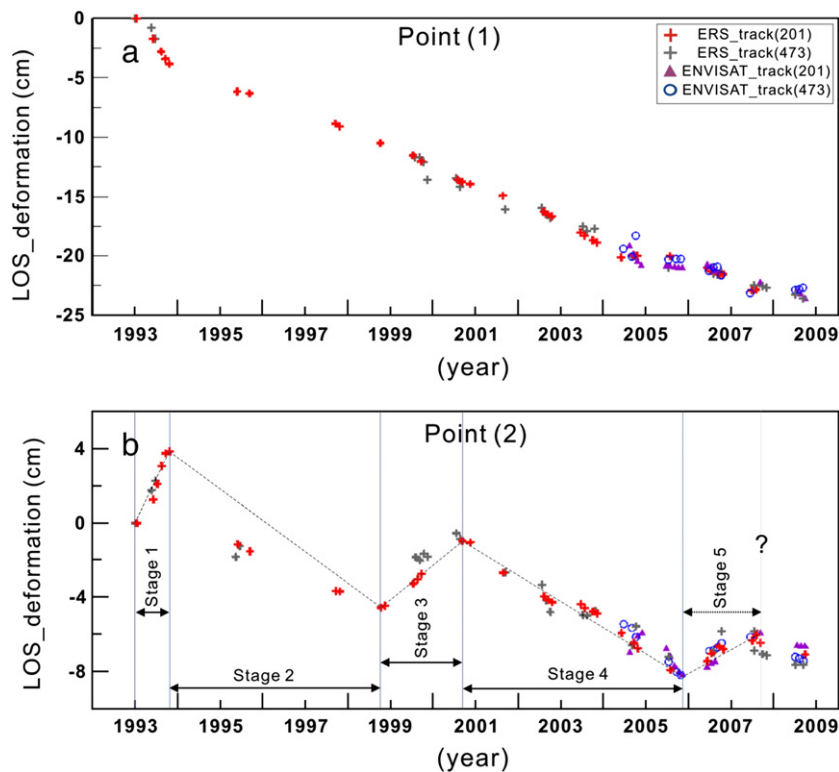 a
Point (1)
ERS_track(201)
ERS_track(473)
ENVISAT_track(201)
ENVISAT_track(473)
LOS_deformation (cm)
0
-5
-10
-15
-20
-25
1993 1995 1997 1999 2001 2003 2005 2007 2009
(year)
b
Point (2)
LOS_deformation (cm)
4
0
-4
-8
Stage 1
Stage 2
Stage 3
Stage 4
Stage 5
?
1993 1995 1997 1999 2001 2003 2005 2007 2009
(year)